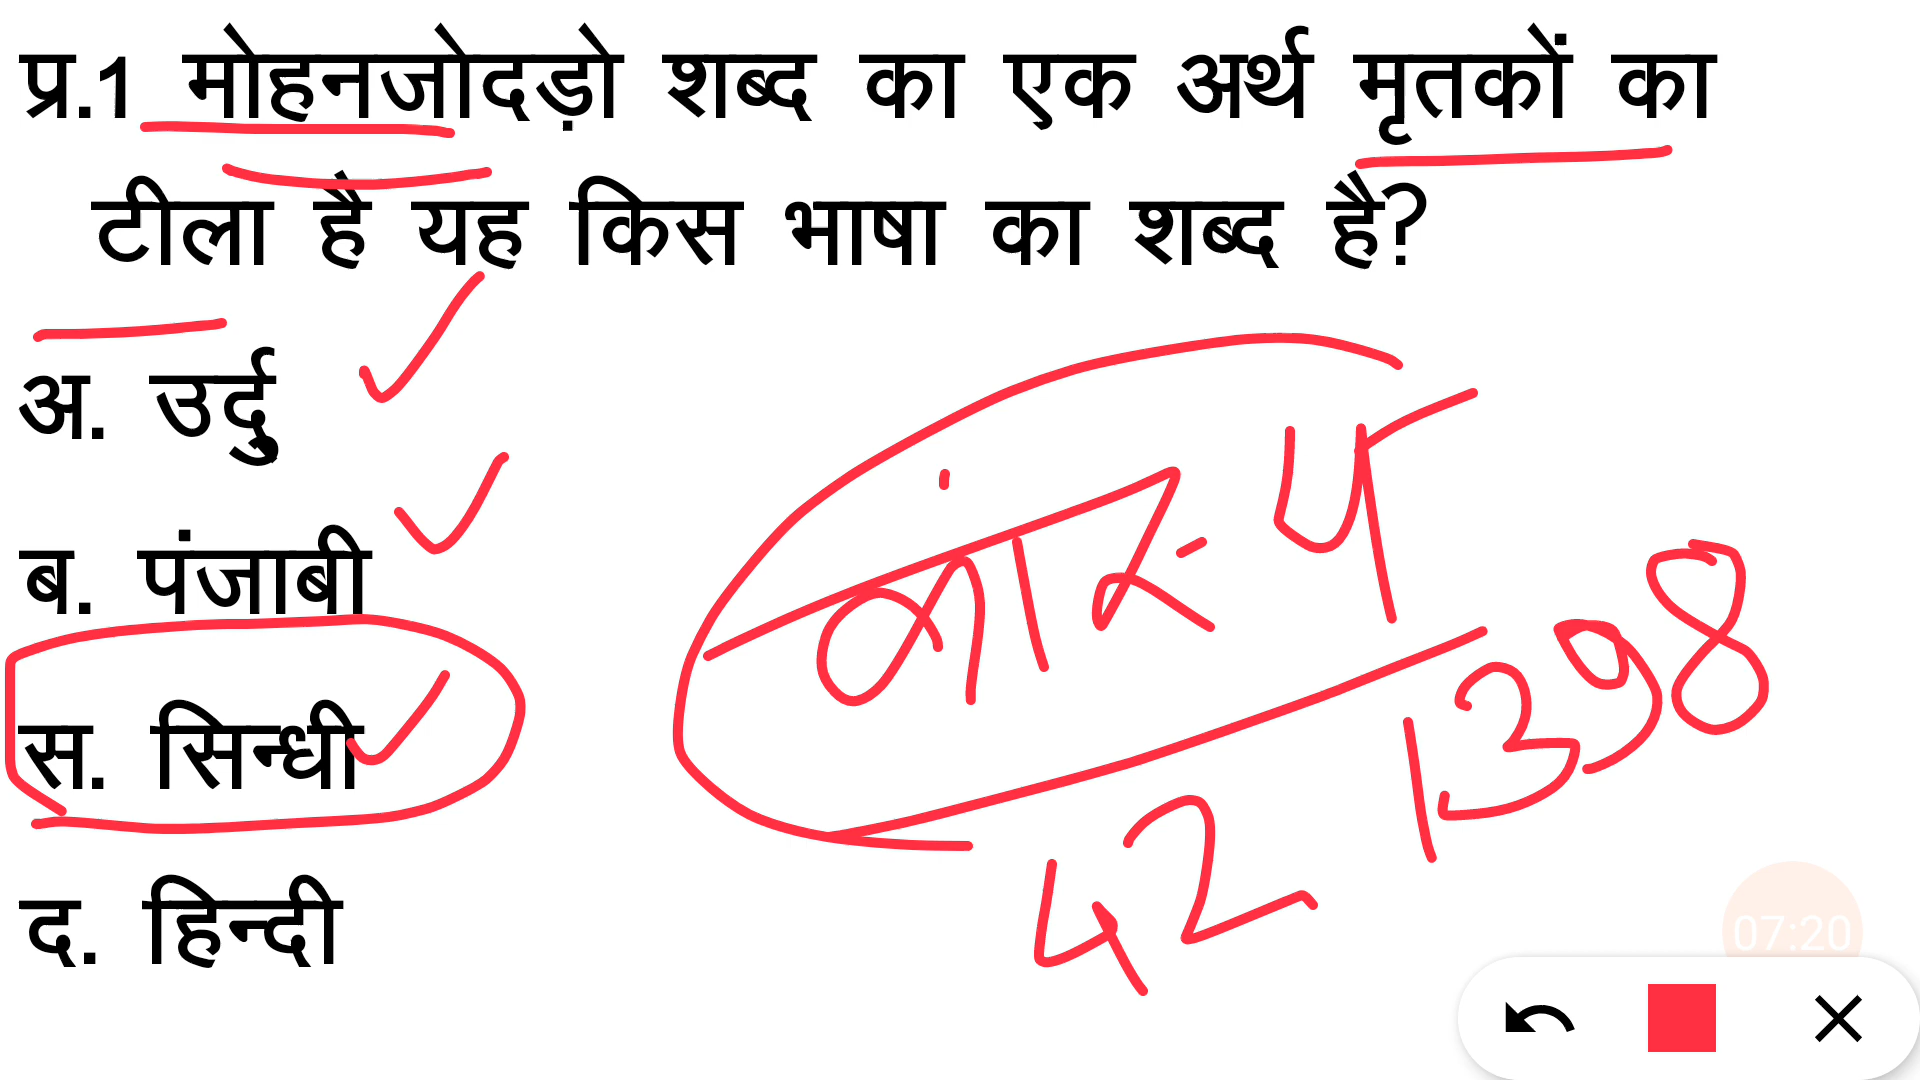 प्र.1 मोहनजोदड़ो शब्द का एक अर्थ मृतकों का
टीला है यह किस भाषा का शब्द है?
अ. उर्दु
ब. पंजाबी
स. सिन्धी
द. हिन्दी
42
1398
07:20